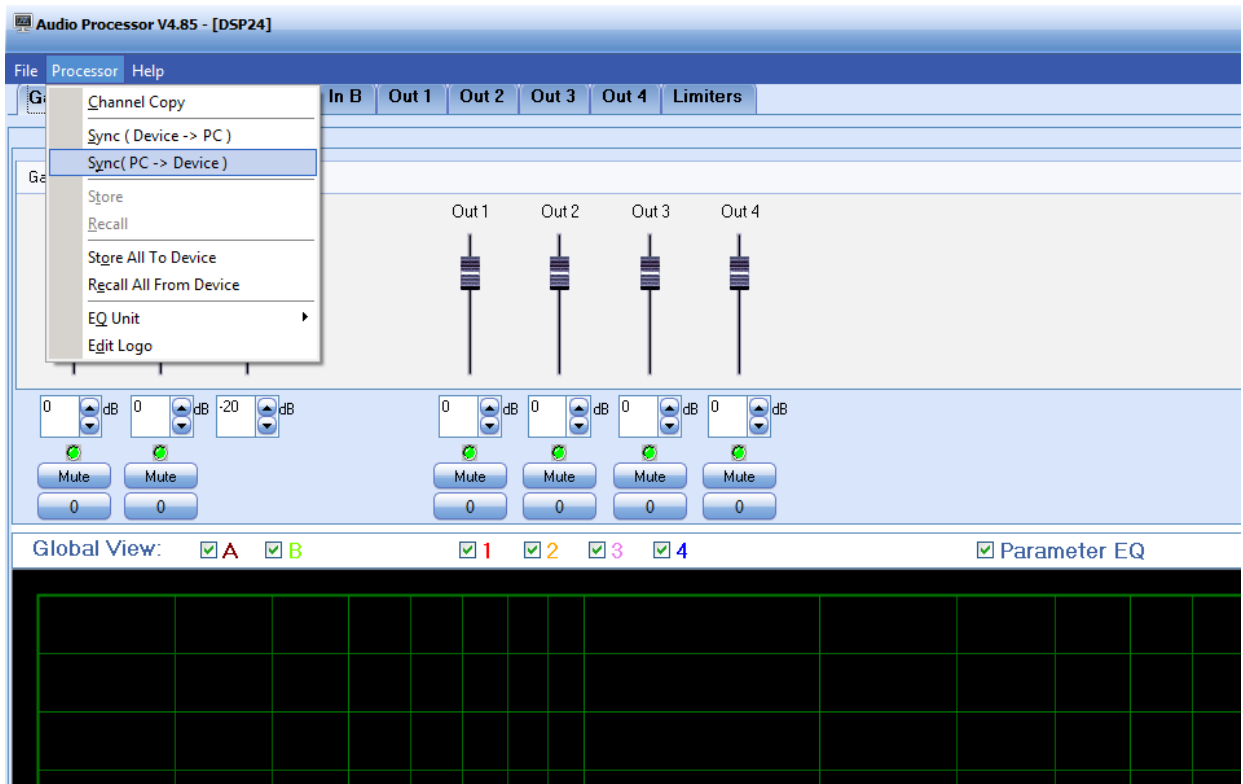 Audio Processor V4.85 - [DSP24]
File Processor Help
In B Out 1 Out 2 Out 3 Out 4 Limiters
Channel Copy
Sync ( Device -> PC )
Sync( PC -> Device )
Store
Recall
Store All To Device
Recall All From Device
EQ Unit
Edit Logo
Out 1 Out 2 Out 3 Out 4
0 dB 0 dB -20 dB 0 dB 0 dB 0 dB 0 dB
Mute Mute Mute Mute Mute Mute
0 0 0 0 0 0
Global View: A B 1 2 3 4 Parameter EQ